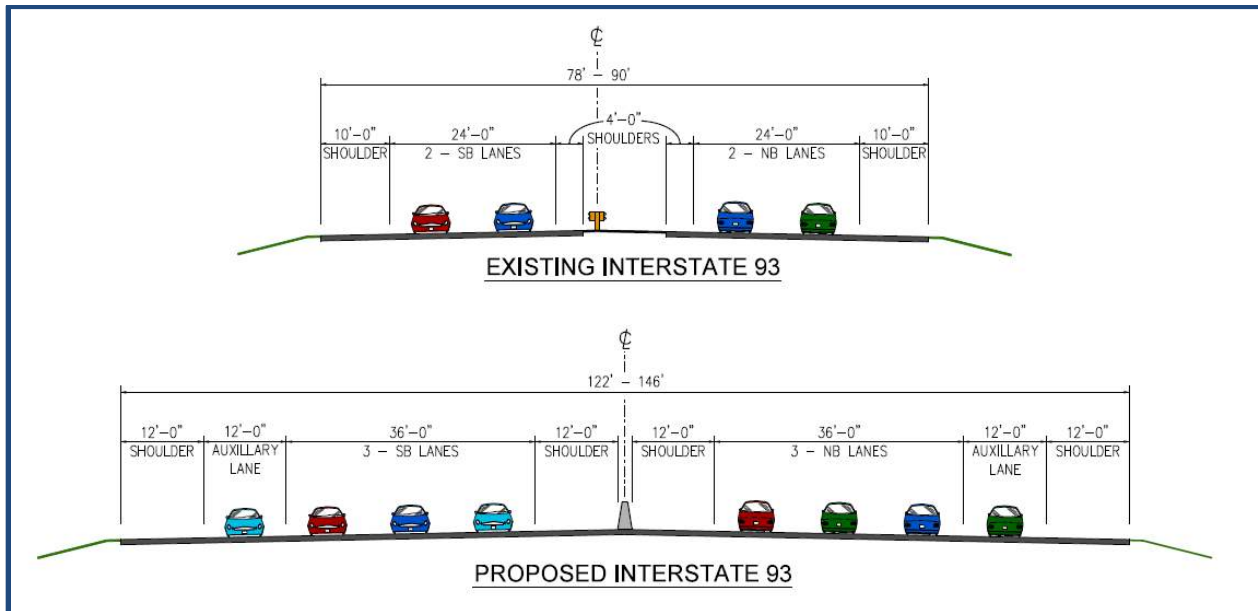 ℄
78' – 90'
4'-0"
10'-0" 24'-0" SHOULDERS 24'-0" 10'-0"
SHOULDER 2 – SB LANES 2 – NB LANES SHOULDER
EXISTING INTERSTATE 93
℄
122' – 146'
12'-0" 12'-0" 36'-0" 12'-0" 12'-0" 36'-0" 12'-0" 12'-0"
SHOULDER AUXILLARY 3 – SB LANES SHOULDER SHOULDER 3 – NB LANES AUXILLARY SHOULDER
LANE LANE
PROPOSED INTERSTATE 93